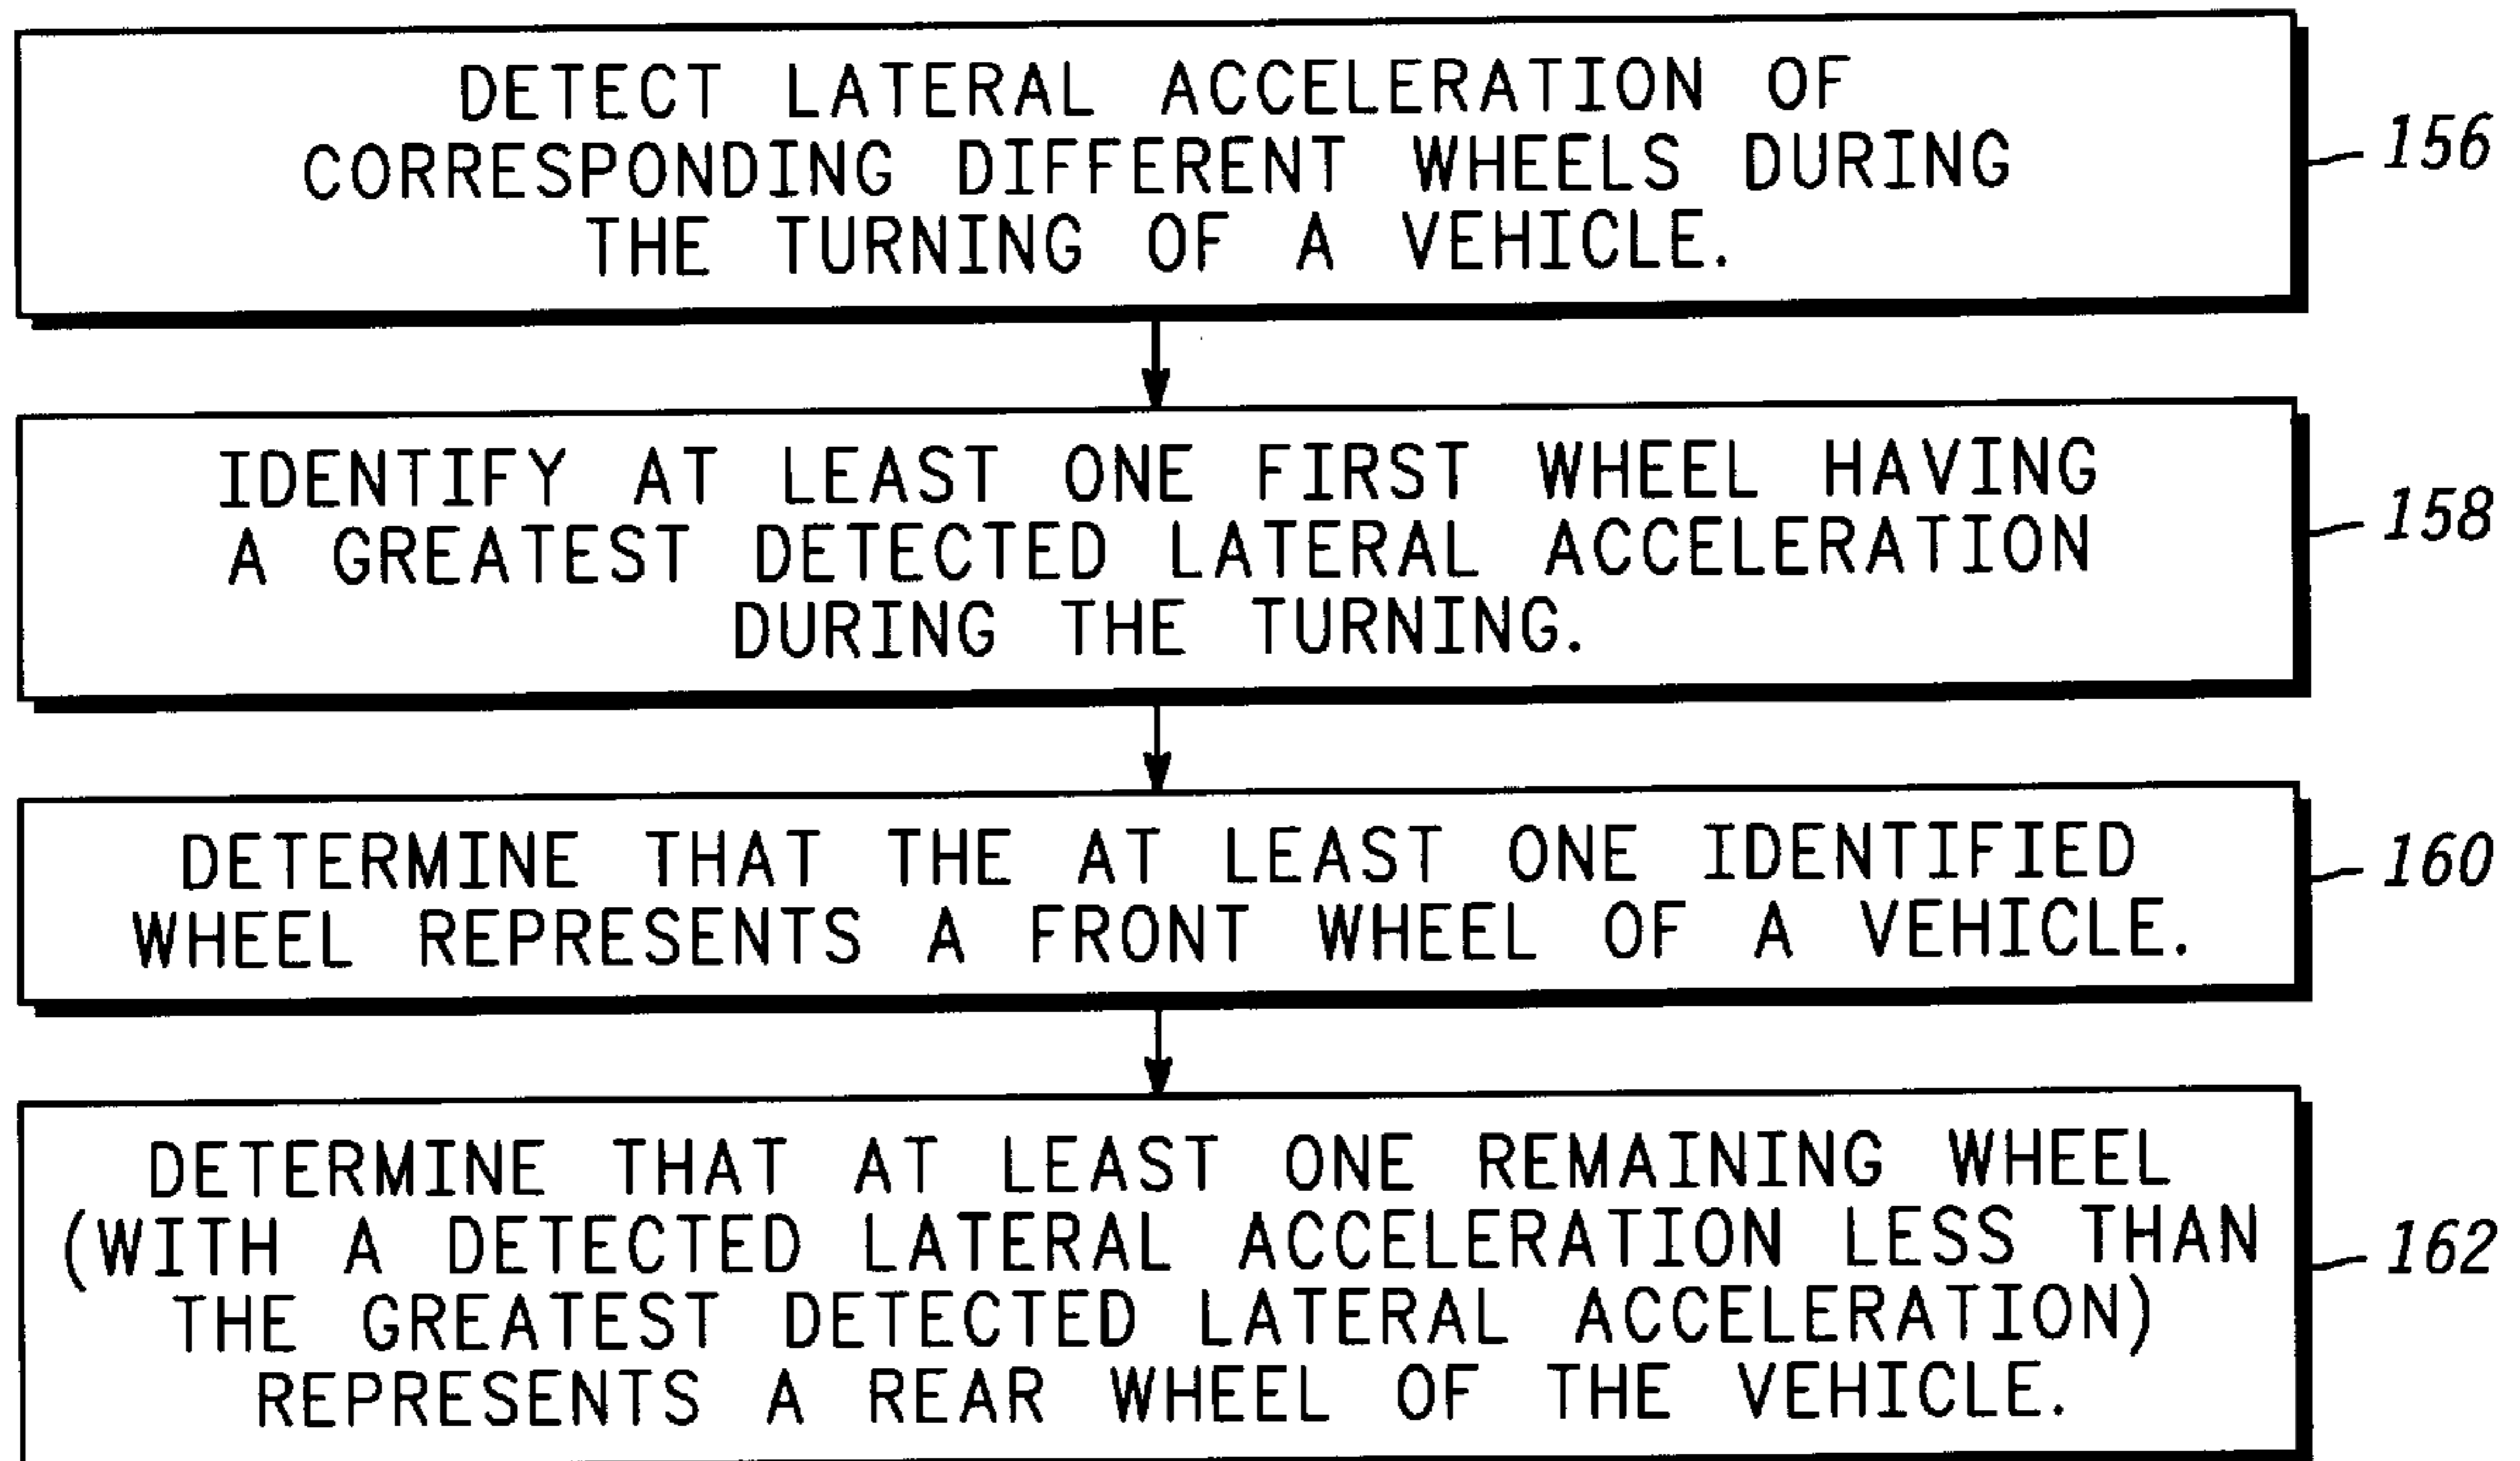 DETECT LATERAL ACCELERATION OF
CORRESPONDING DIFFERENT WHEELS DURING
THE TURNING OF A VEHICLE.
156
IDENTIFY AT LEAST ONE FIRST WHEEL HAVING
A GREATEST DETECTED LATERAL ACCELERATION
DURING THE TURNING.
158
DETERMINE THAT THE AT LEAST ONE IDENTIFIED
WHEEL REPRESENTS A FRONT WHEEL OF A VEHICLE.
160
DETERMINE THAT AT LEAST ONE REMAINING WHEEL
(WITH A DETECTED LATERAL ACCELERATION LESS THAN
THE GREATEST DETECTED LATERAL ACCELERATION)
REPRESENTS A REAR WHEEL OF THE VEHICLE.
162